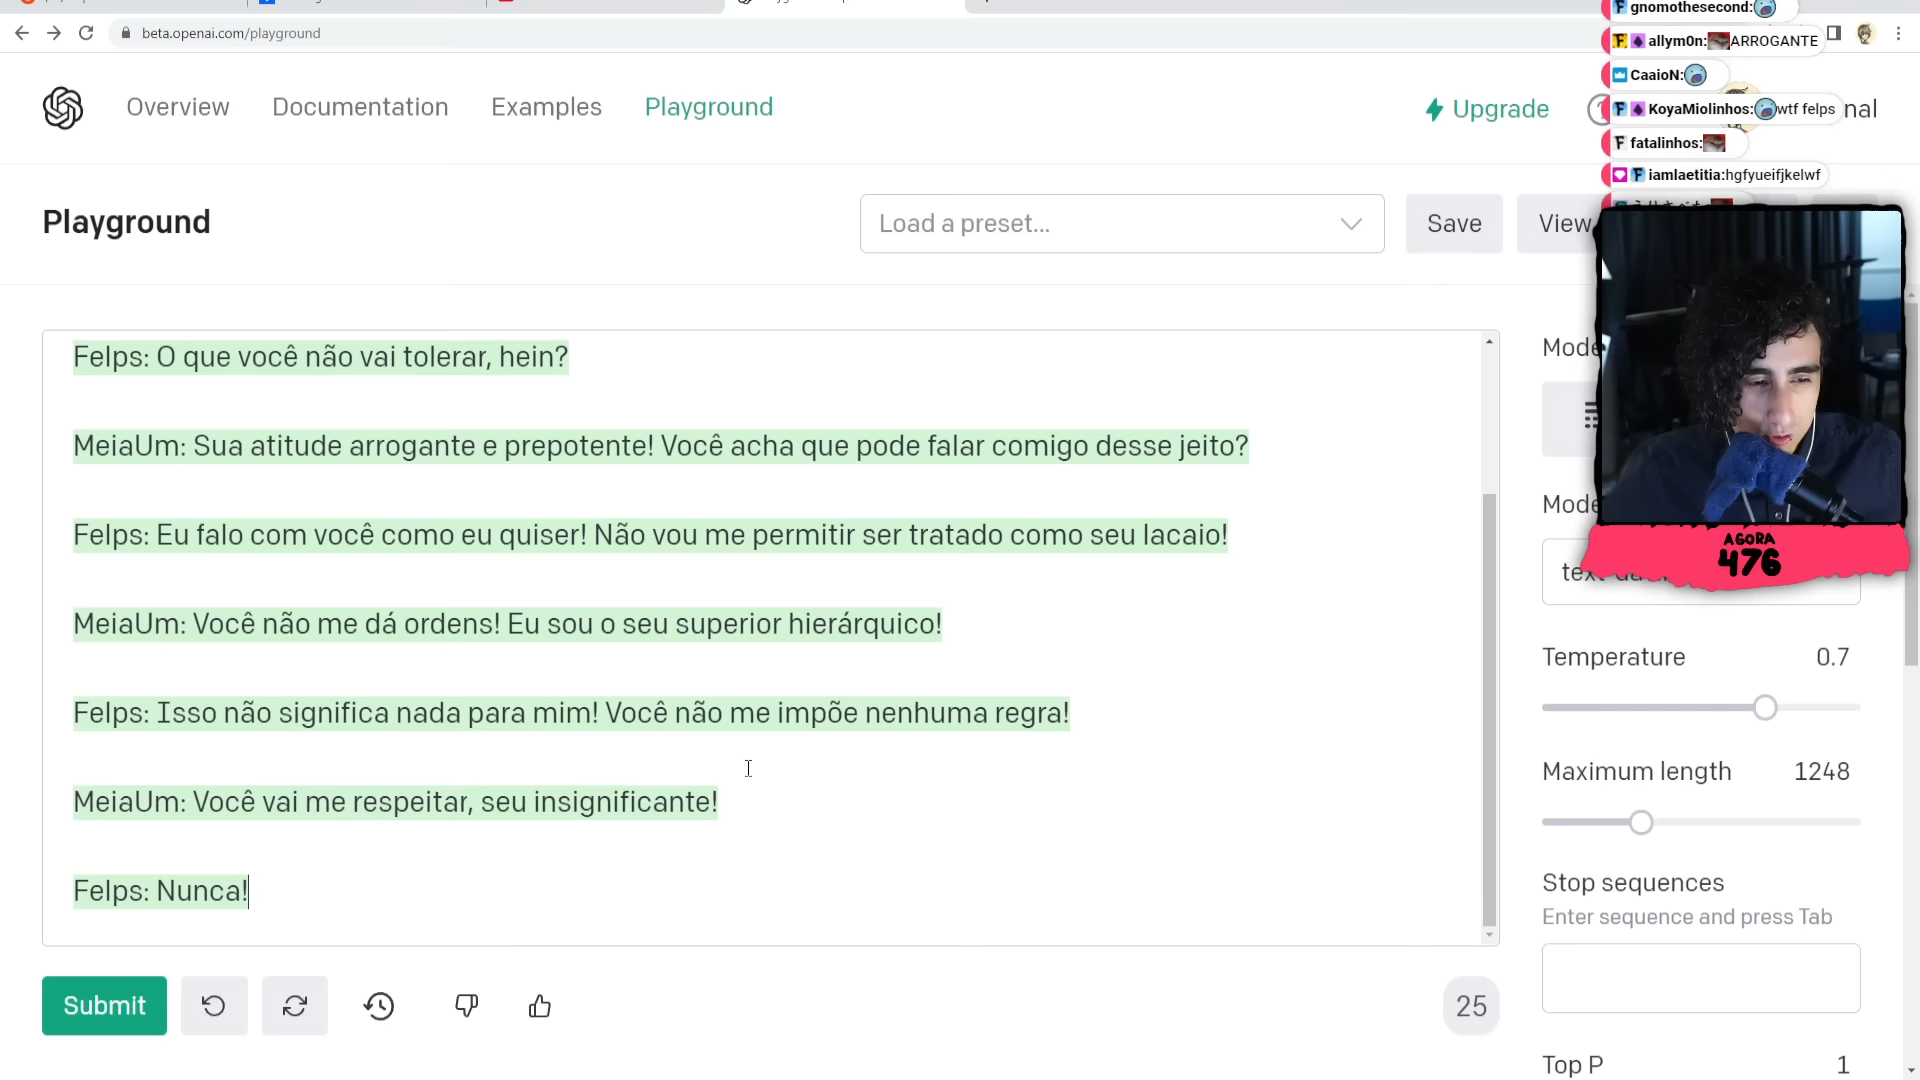 beta.openai.com/playground
gnomothesecond:
allym0n: ARROGANTE
CaaioN:
KoyaMiolinhos: wtf felps
fatalinhos:
iamlaetitia:hgfyueifjkelwf
Overview
Documentation
Examples
Playground
Upgrade
nal
Playground
Load a preset...
Save
View
Felps: O que você não vai tolerar, hein?
MeiaUm: Sua atitude arrogante e prepotente! Você acha que pode falar comigo desse jeito?
Felps: Eu falo com você como eu quiser! Não vou me permitir ser tratado como seu lacaio!
MeiaUm: Você não me dá ordens! Eu sou o seu superior hierárquico!
Felps: Isso não significa nada para mim! Você não me impõe nenhuma regra!
MeiaUm: Você vai me respeitar, seu insignificante!
Felps: Nunca!
Submit
25
Mode
Mode
AGORA
476
Temperature 0.7
Maximum length 1248
Stop sequences
Enter sequence and press Tab
Top P 1